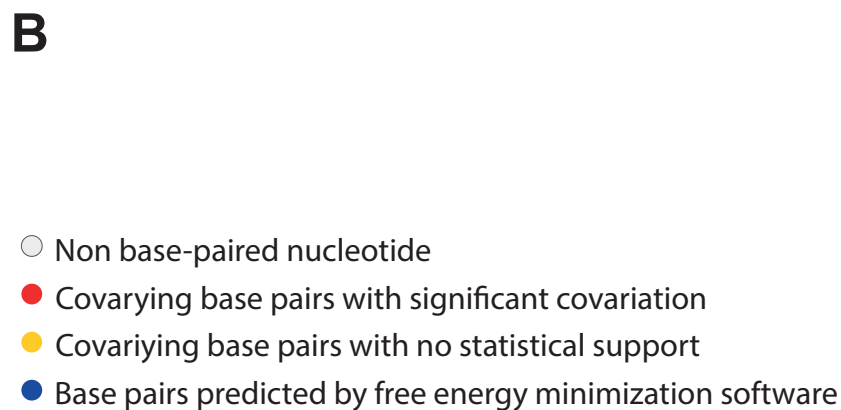 B
Non base-paired nucleotide
Covarying base pairs with significant covariation
Covariying base pairs with no statistical support
Base pairs predicted by free energy minimization software